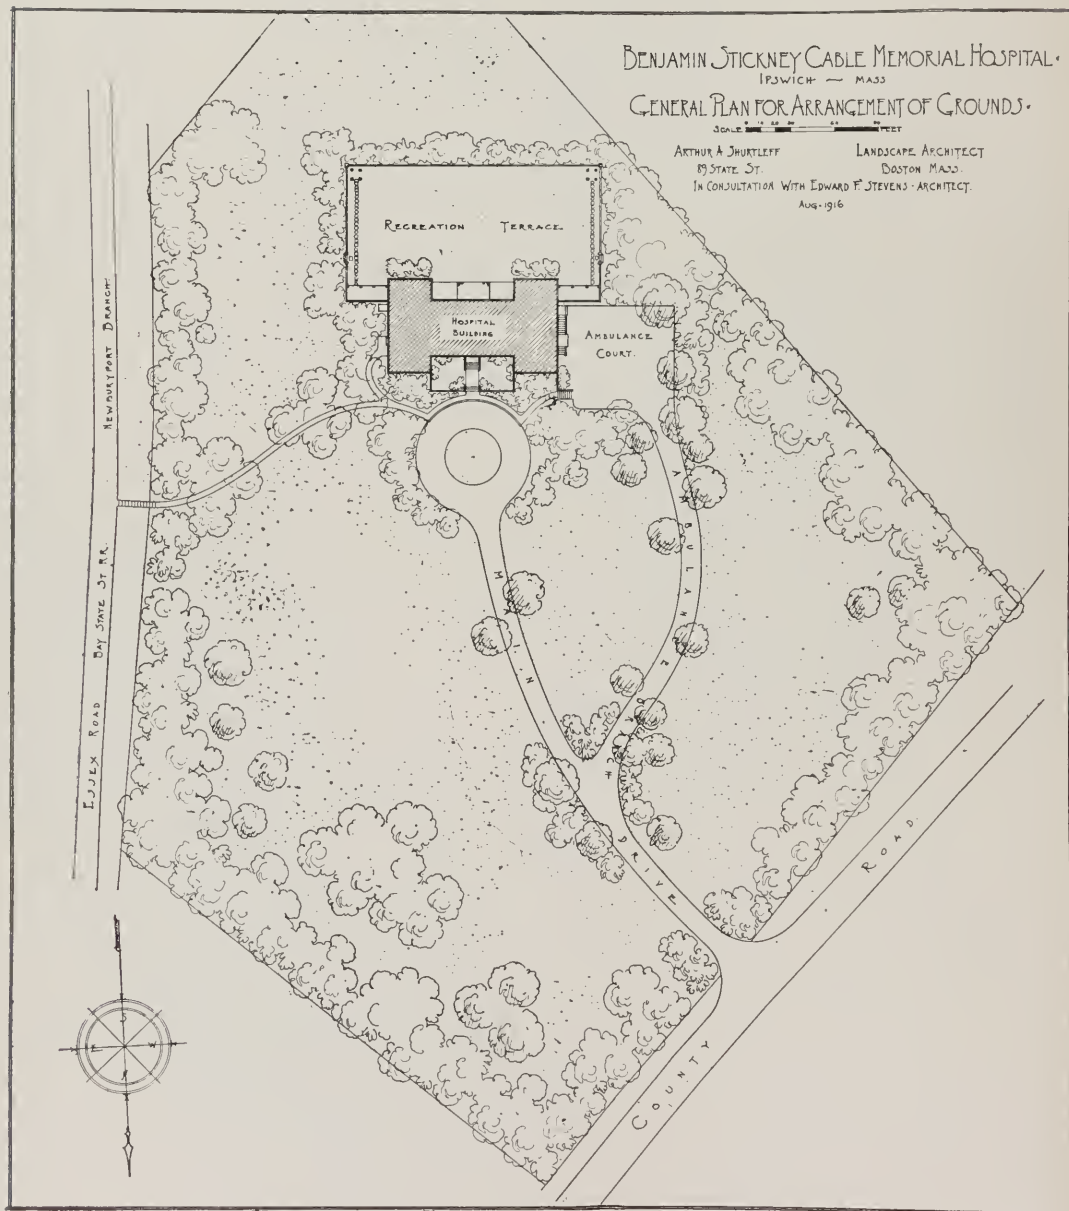 BENJAMIN STICKNEY CABLE MEMORIAL HOSPITAL.
IPSWICH — MASS
GENERAL PLAN FOR ARRANGEMENT OF GROUNDS.
SCALE FEET
ARTHUR A SHURTLEFF LANDSCAPE ARCHITECT
89 STATE ST. BOSTON MASS.
IN CONSULTATION WITH EDWARD F. STEVENS - ARCHITECT.
AUG - 1916
RECREATION TERRACE
HOSPITAL
BUILDING
AMBULANCE
COURT.
NEWBURYPORT BRANCH
ESSEX ROAD BAY STATE ST RR.
MAIN DRIVE
AMBULANCE
COUNTY ROAD
S
E W
N